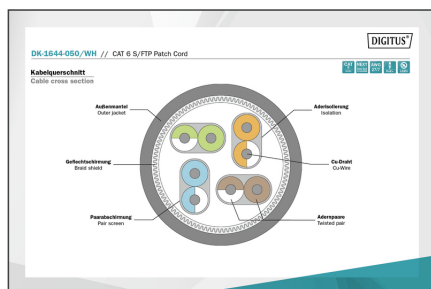 DIGITUS®
DK-1644-050/WH // CAT 6 S/FTP Patch Cord
Kabelquerschnitt
Cable cross section
Außenmantel
Outer jacket
Aderisolierung
Isolation
Geflechtschirmung
Braid shield
Cu-Draht
Cu-Wire
Paarabschirmung
Pair screen
Adernpaare
Twisted pair